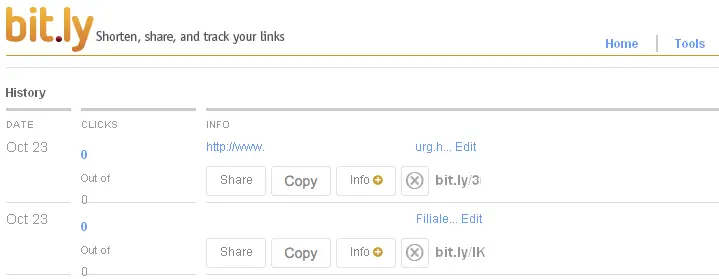 bit.ly Shorten, share, and track your links
Home | Tools
History
DATE CLICKS INFO
Oct 23 0 http://www. urg.h... Edit
Out of
0
Share Copy Info bit.ly/3
Oct 23 0 Filiale... Edit
Out of
0
Share Copy Info bit.ly/IK